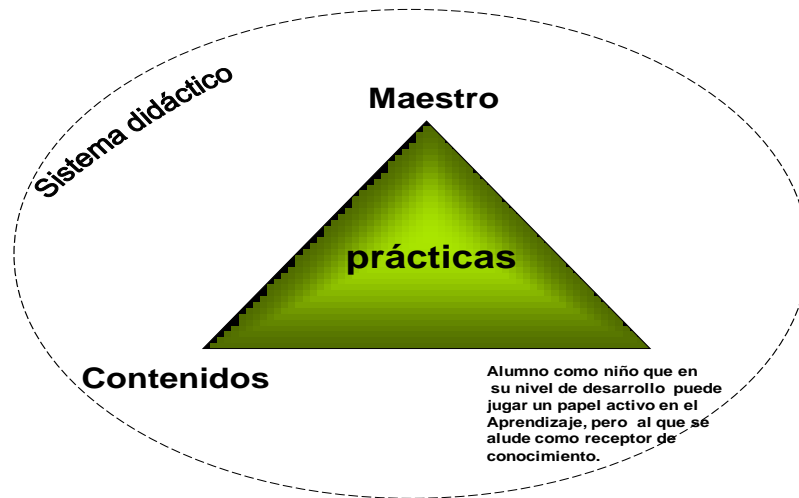 Sistema didáctico
Maestro
prácticas
Contenidos
Alumno como niño que en
su nivel de desarrollo puede
jugar un papel activo en el
Aprendizaje, pero al que se
alude como receptor de
conocimiento.